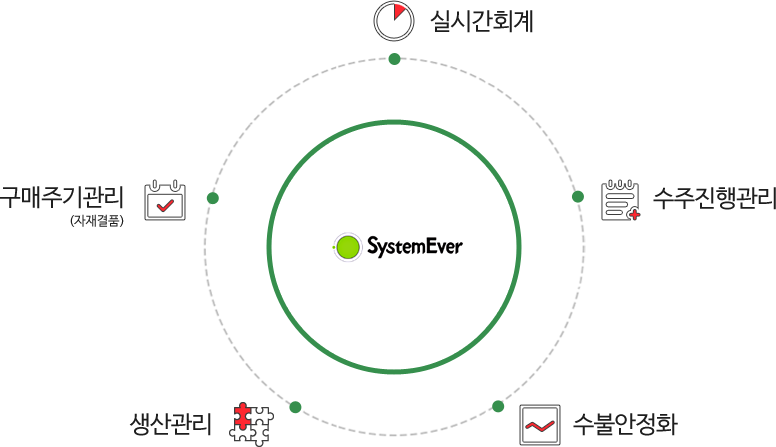 실시간회계
구매주기관리
(자재결품)
수주진행관리
SystemEver
생산관리
수불안정화